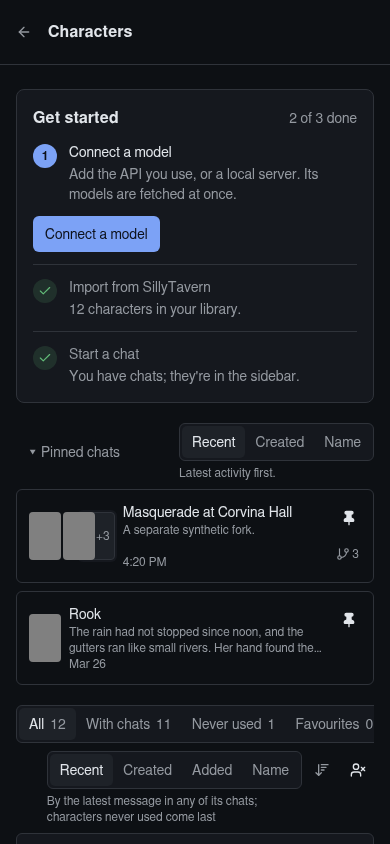 Characters
Get started
2 of 3 done
1
Connect a model
Add the API you use, or a local server. Its
models are fetched at once.
Connect a model
Import from SillyTavern
12 characters in your library.
Start a chat
You have chats; they're in the sidebar.
Pinned chats
Recent Created Name
Latest activity first.
Masquerade at Corvina Hall
A separate synthetic fork.
+3
4:20 PM
3
Rook
The rain had not stopped since noon, and the
gutters ran like small rivers. Her hand found the...
Mar 26
All 12 With chats 11 Never used 1 Favourites 0
Recent Created Added Name
By the latest message in any of its chats;
characters never used come last